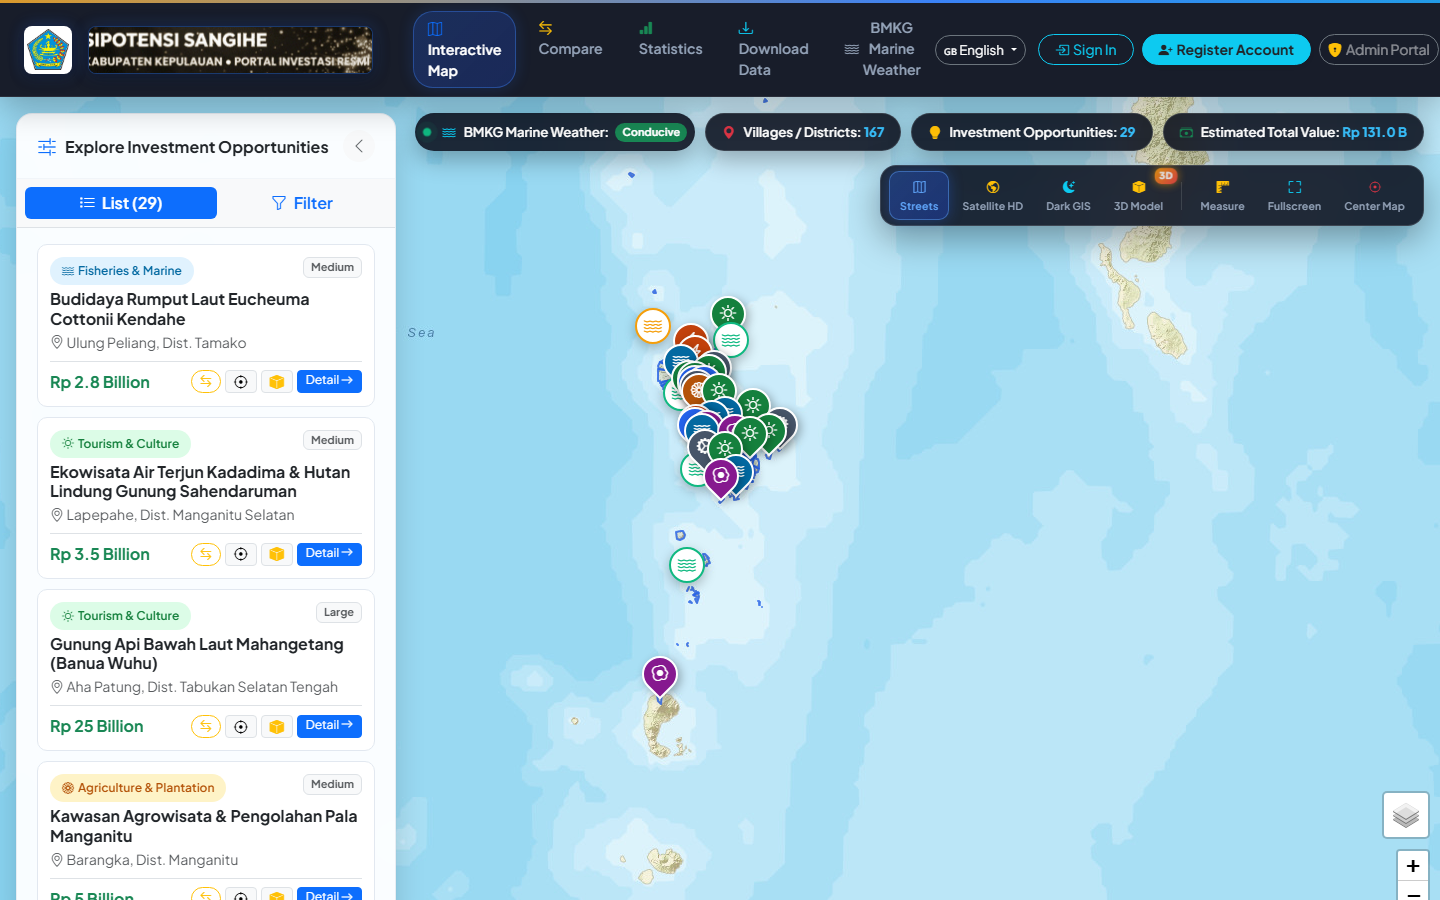 SIPOTENSI SANGIHE
KABUPATEN KEPULAUAN • PORTAL INVESTASI RESMI
Interactive Map
Compare
Statistics
Download Data
BMKG Marine Weather
GB English
Sign In
Register Account
Admin Portal
Explore Investment Opportunities
List (29)
Filter
BMKG Marine Weather: Conducive
Villages / Districts: 167
Investment Opportunities: 29
Estimated Total Value: Rp 131.0 B
Streets
Satellite HD
Dark GIS
3D
3D Model
Measure
Fullscreen
Center Map
Sea
Fisheries & Marine
Medium
Budidaya Rumput Laut Eucheuma
Cottonii Kendahe
Ulung Peliang, Dist. Tamako
Rp 2.8 Billion
Detail→
Tourism & Culture
Medium
Ekowisata Air Terjun Kadadima & Hutan
Lindung Gunung Sahendaruman
Lapepahe, Dist. Manganitu Selatan
Rp 3.5 Billion
Detail→
Tourism & Culture
Large
Gunung Api Bawah Laut Mahangetang
(Banua Wuhu)
Aha Patung, Dist. Tabukan Selatan Tengah
Rp 25 Billion
Detail→
Agriculture & Plantation
Medium
Kawasan Agrowisata & Pengolahan Pala
Manganitu
Barangka, Dist. Manganitu
Rp 5 Billion
Detail→
+
−